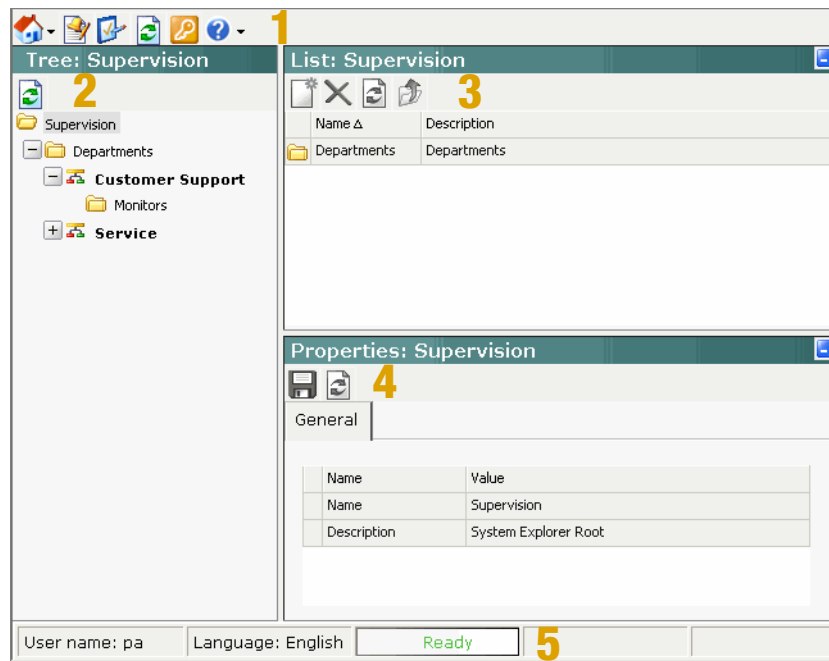 1
Tree: Supervision
2
Supervision
Departments
Customer Support
Monitors
Service
List: Supervision
3
Name Description
Departments Departments
Properties: Supervision
4
General
Name Value
Name Supervision
Description System Explorer Root
User name: pa Language: English Ready 5